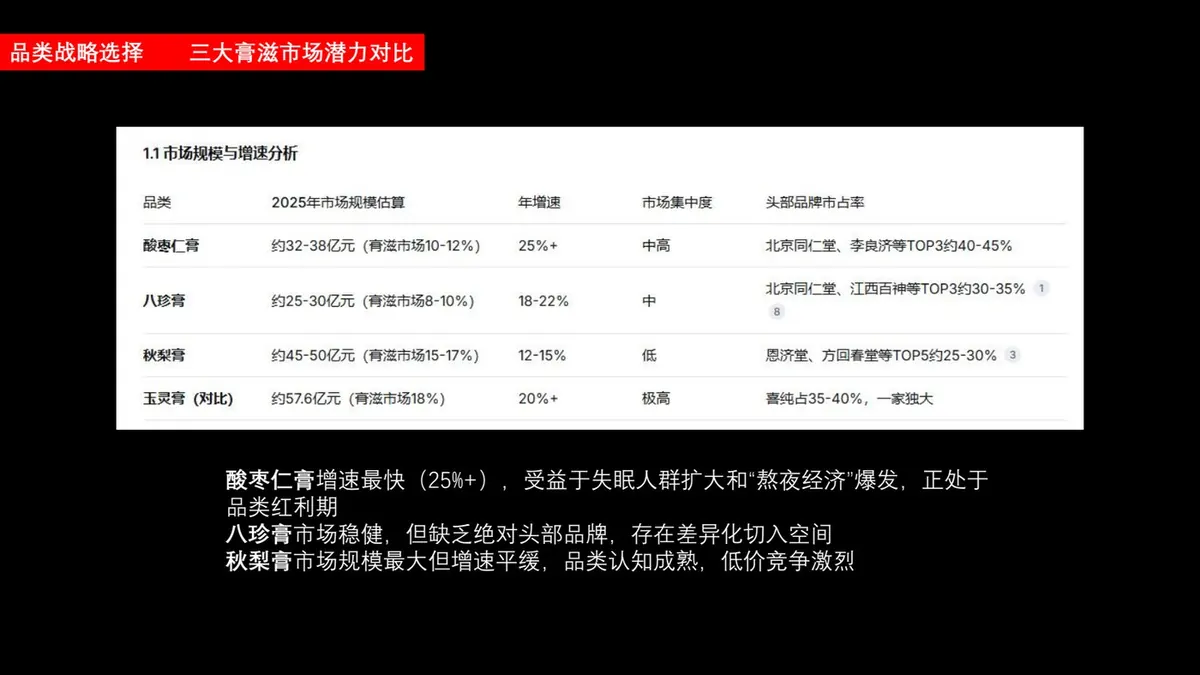 品类战略选择 三大膏滋市场潜力对比
1.1 市场规模与增速分析
品类 2025年市场规模估算 年增速 市场集中度 头部品牌市占率
酸枣仁膏 约32-38亿元（膏滋市场10-12%） 25%+ 中高 北京同仁堂、李良济等TOP3约40-45%
八珍膏 约25-30亿元（膏滋市场8-10%） 18-22% 中 北京同仁堂、江西百神等TOP3约30-35% 1
8
秋梨膏 约45-50亿元（膏滋市场15-17%） 12-15% 低 恩济堂、方回春堂等TOP5约25-30% 3
玉灵膏（对比） 约57.6亿元（膏滋市场18%） 20%+ 极高 喜纯占35-40%，一家独大
酸枣仁膏增速最快（25%+），受益于失眠人群扩大和“熬夜经济”爆发，正处于
品类红利期
八珍膏市场稳健，但缺乏绝对头部品牌，存在差异化切入空间
秋梨膏市场规模最大但增速平缓，品类认知成熟，低价竞争激烈